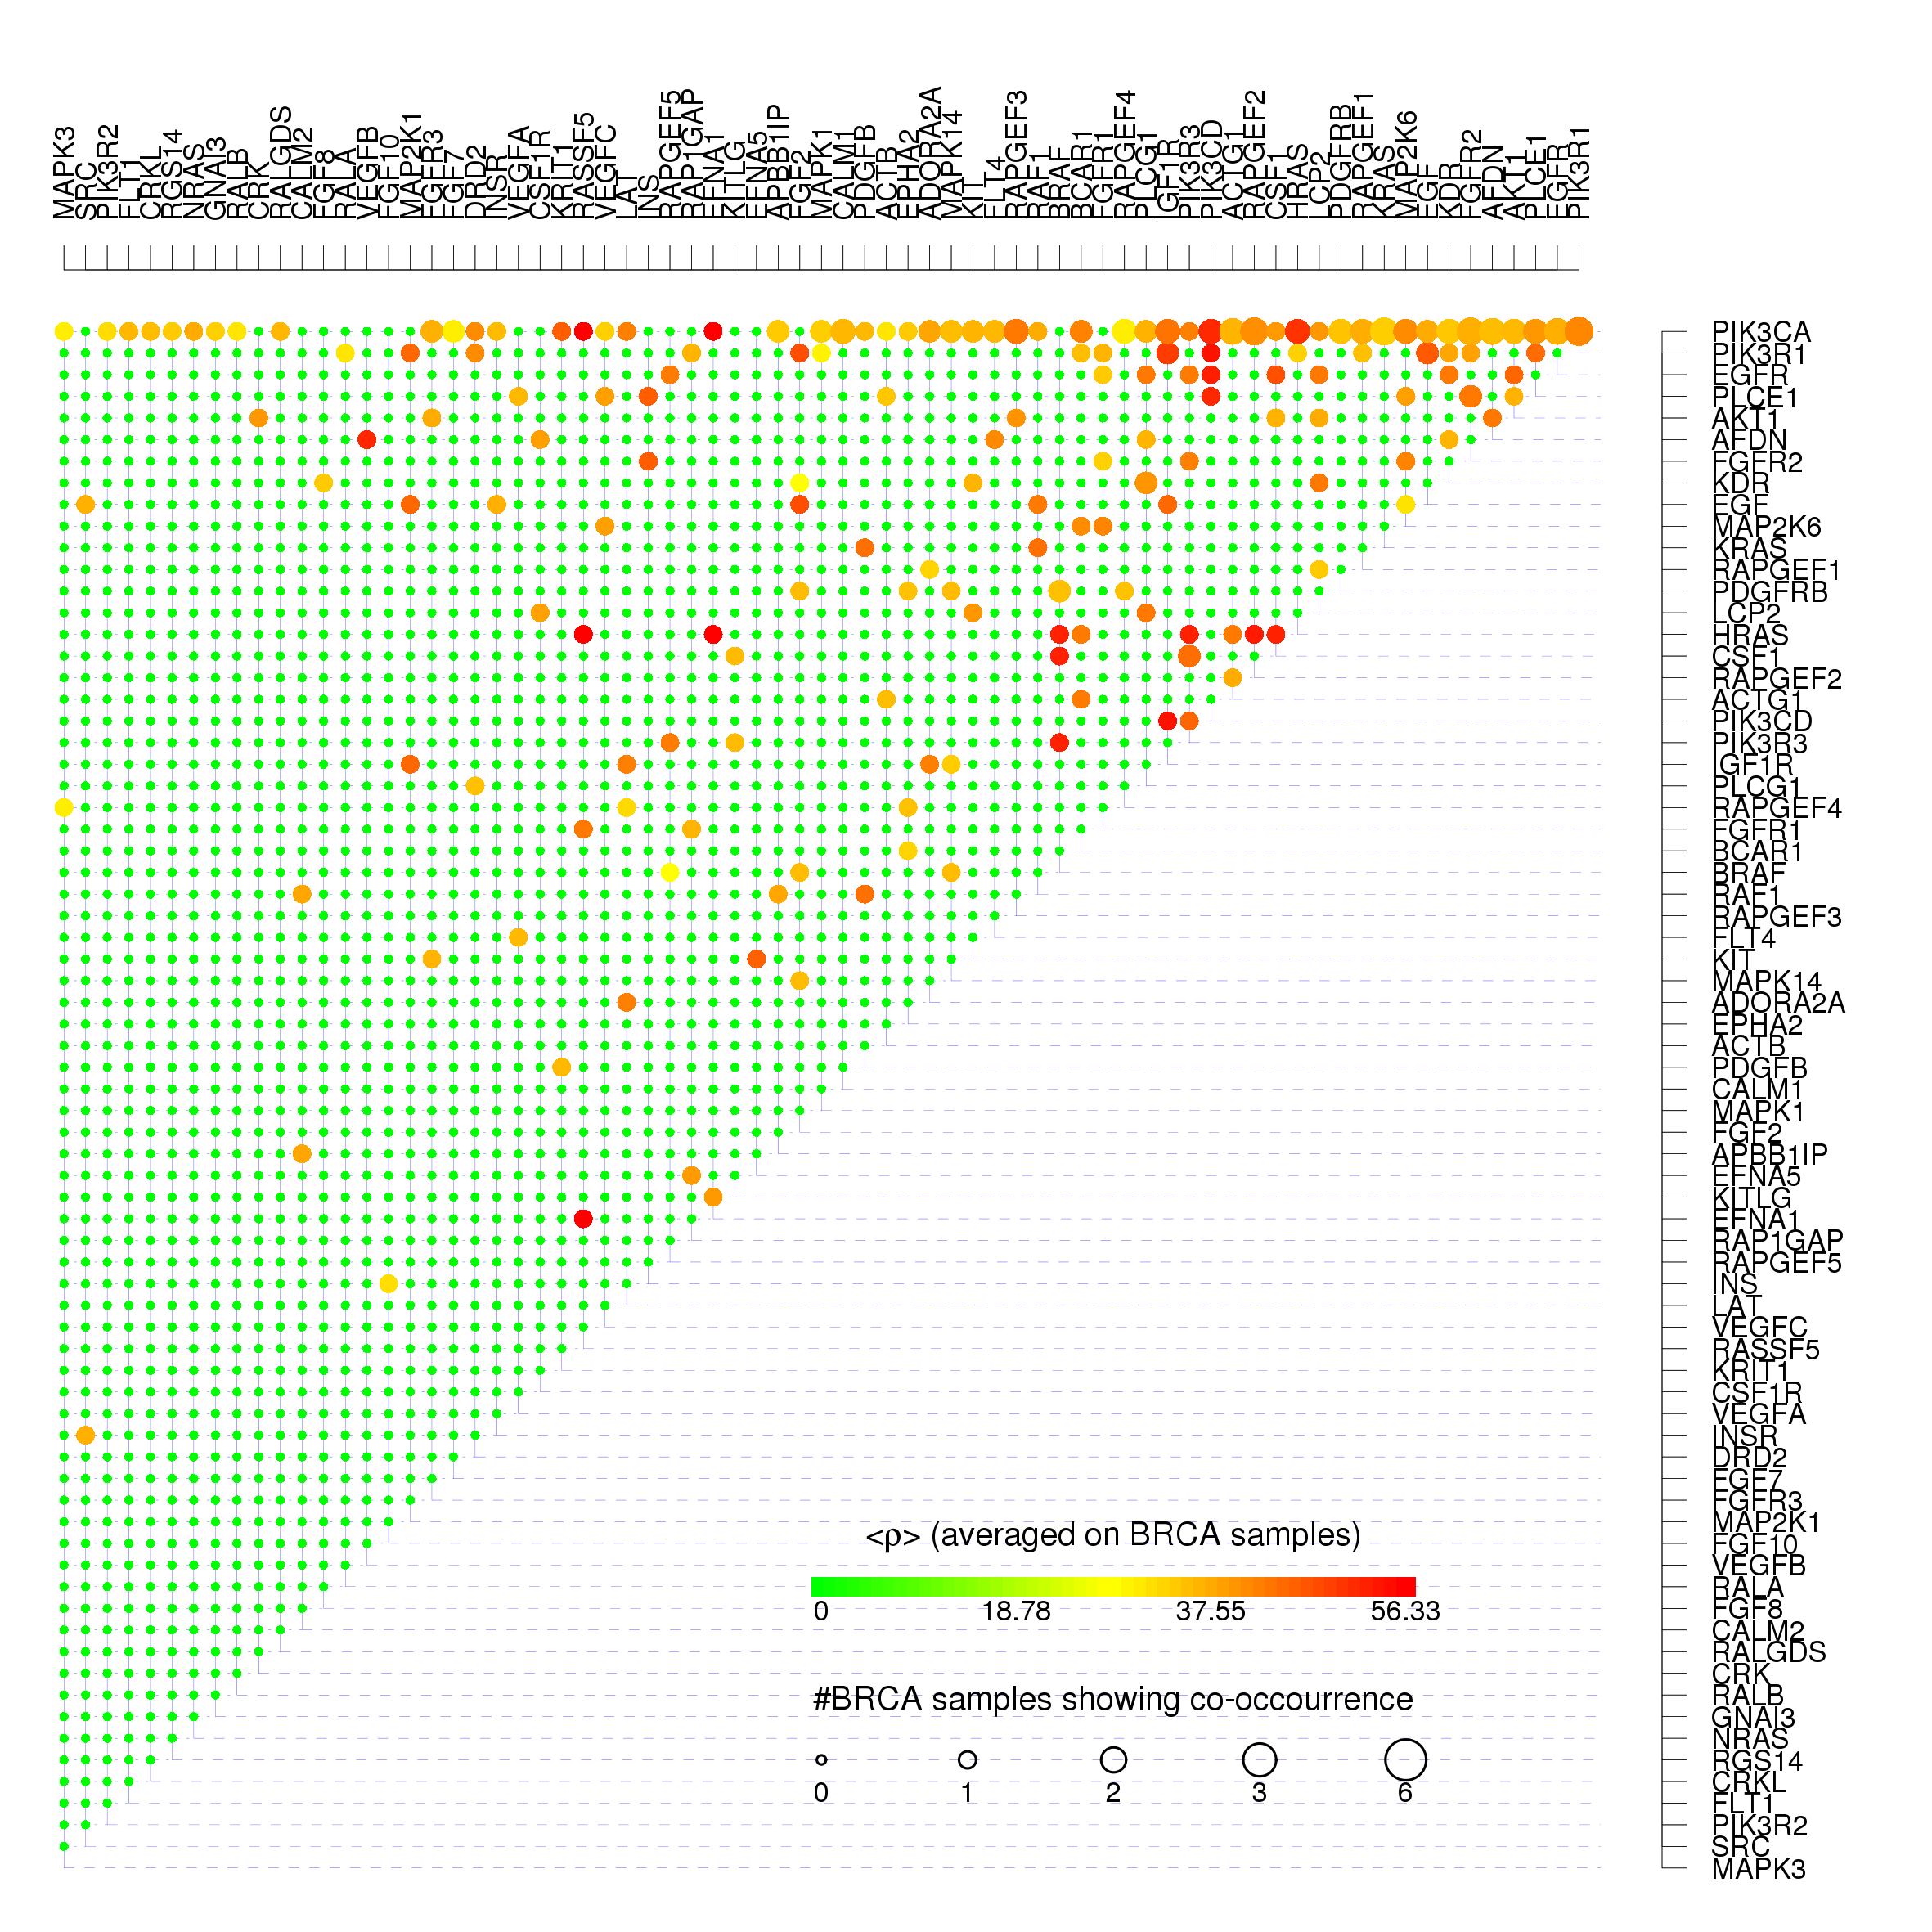 MAPK3
SRC
PIK3R2
FLT1
CRKL
RGS14
NRAS
GNAI3
RALB
CRK
RALGDS
CALM2
FGF8
RALA
VEGFB
FGF10
MAP2K1
FGFR3
FGF7
DRD2
INSR
VEGFA
CSF1R
KRIT1
RASSF5
VEGFC
LAT
INS
RAPGEF5
RAP1GAP
EFNA1
KITLG
EFNA5
APBB1IP
FGF2
MAPK1
CALM1
PDGFB
ACTB
EPHA2
ADORA2A
MAPK14
KIT
FLT4
RAPGEF3
RAF1
BRAF
BCAR1
FGFR1
RAPGEF4
PLCG1
IGF1R
PIK3R3
PIK3CD
ACTG1
RAPGEF2
CSF1
HRAS
LCP2
PDGFRB
RAPGEF1
KRAS
MAP2K6
EGF
KDR
FGFR2
AFDN
AKT1
PLCE1
EGFR
PIK3R1
PIK3CA
PIK3R1
EGFR
PLCE1
AKT1
AFDN
FGFR2
KDR
EGF
MAP2K6
KRAS
RAPGEF1
PDGFRB
LCP2
HRAS
CSF1
RAPGEF2
ACTG1
PIK3CD
PIK3R3
IGF1R
PLCG1
RAPGEF4
FGFR1
BCAR1
BRAF
RAF1
RAPGEF3
FLT4
KIT
MAPK14
ADORA2A
EPHA2
ACTB
PDGFB
CALM1
MAPK1
FGF2
APBB1IP
EFNA5
KITLG
EFNA1
RAP1GAP
RAPGEF5
INS
LAT
VEGFC
RASSF5
KRIT1
CSF1R
VEGFA
INSR
DRD2
FGF7
FGFR3
MAP2K1
FGF10
VEGFB
RALA
FGF8
CALM2
RALGDS
CRK
RALB
GNAI3
NRAS
RGS14
CRKL
FLT1
PIK3R2
SRC
MAPK3
<ρ> (averaged on BRCA samples)
0 18.78 37.55 56.33
#BRCA samples showing co-occourrence
0 1 2 3 6